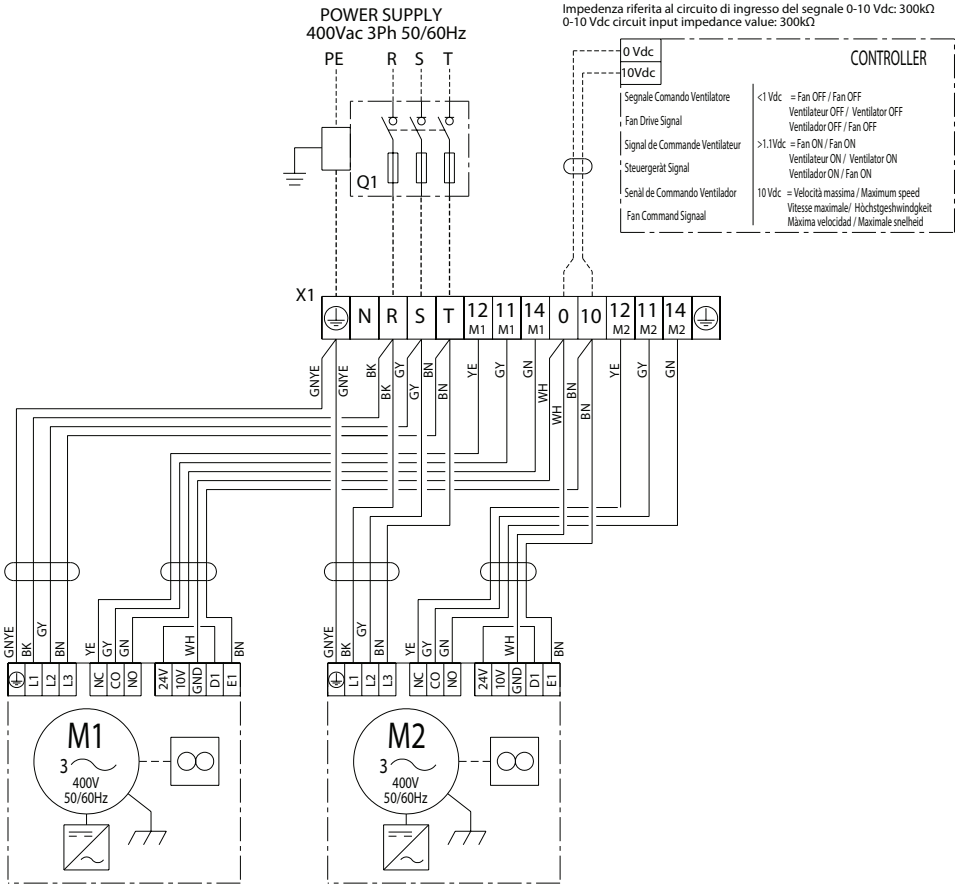 POWER SUPPLY
400Vac 3Ph 50/60Hz
PE R S T
Q1
Impedenza riferita al circuito di ingresso del segnale 0-10 Vdc: 300kΩ
0-10 Vdc circuit input impedance value: 300kΩ
0 Vdc
10Vdc
CONTROLLER
Segnale Comando Ventilatore
Fan Drive Signal
Signal de Commande Ventilateur
Steuergeràt Signal
Senàl de Commando Ventilador
Fan Command Signaal
<1 Vdc = Fan OFF / Fan OFF
Ventilateur OFF / Ventilator OFF
Ventilador OFF / Fan OFF
>1.1Vdc = Fan ON / Fan ON
Ventilateur ON / Ventilator ON
Ventilador ON / Fan ON
10 Vdc = Velocità massima / Maximum speed
Vitesse maximale/ Hòchstgeshwindgkeit
Màxima velocidad / Maximale snelheid
X1
N R S T 12 M1 11 M1 14 M1 0 10 12 M2 11 M2 14 M2
GNYE GNYE BK BK GY GY BN BN YE GY GN WH WH BN BN YE GY GN
GNYE BK GY BN YE GY GN WH BN
GNYE BK GY BN YE GY GN WH BN
L1 L2 L3 NC CO NO 24V 10V GND D1 E1
L1 L2 L3 NC CO NO 24V 10V GND D1 E1
M1
3
400V
50/60Hz
M2
3
400V
50/60Hz